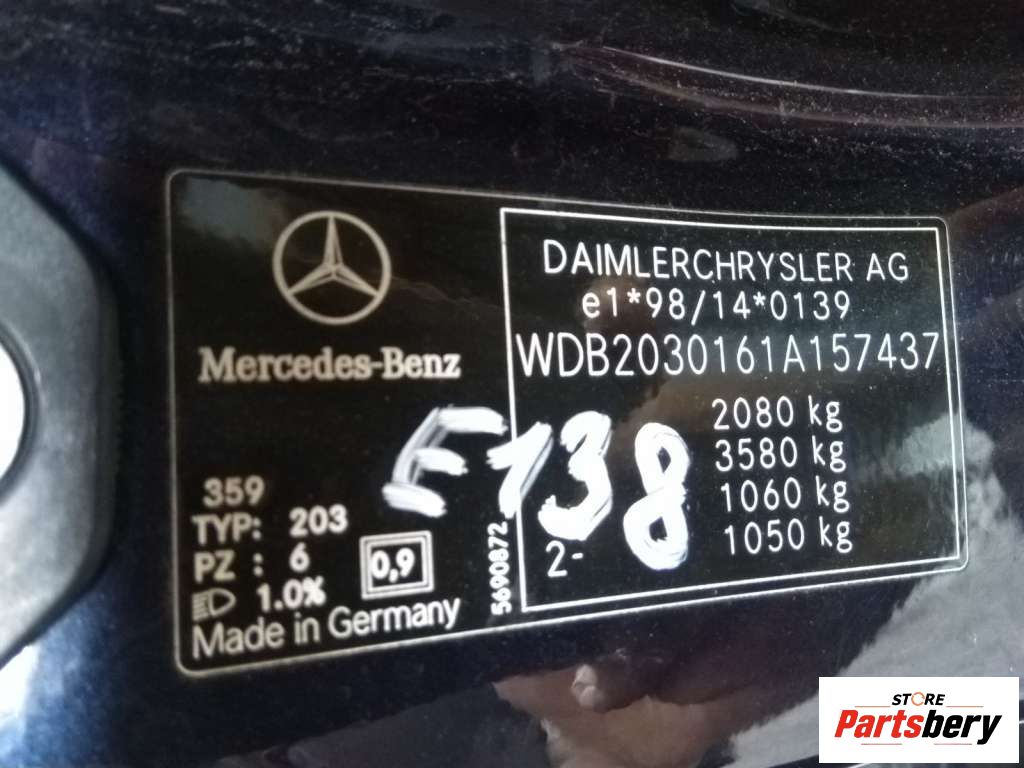 Mercedes-Benz
359
TYP: 203
PZ : 6
0,9
1.0%
Made in Germany
E138
5690872
DAIMLERCHRYSLER AG
e1*98/14*0139
WDB2030161A157437
2080 kg
3580 kg
1060 kg
2- 1050 kg
STORE
Partsbery